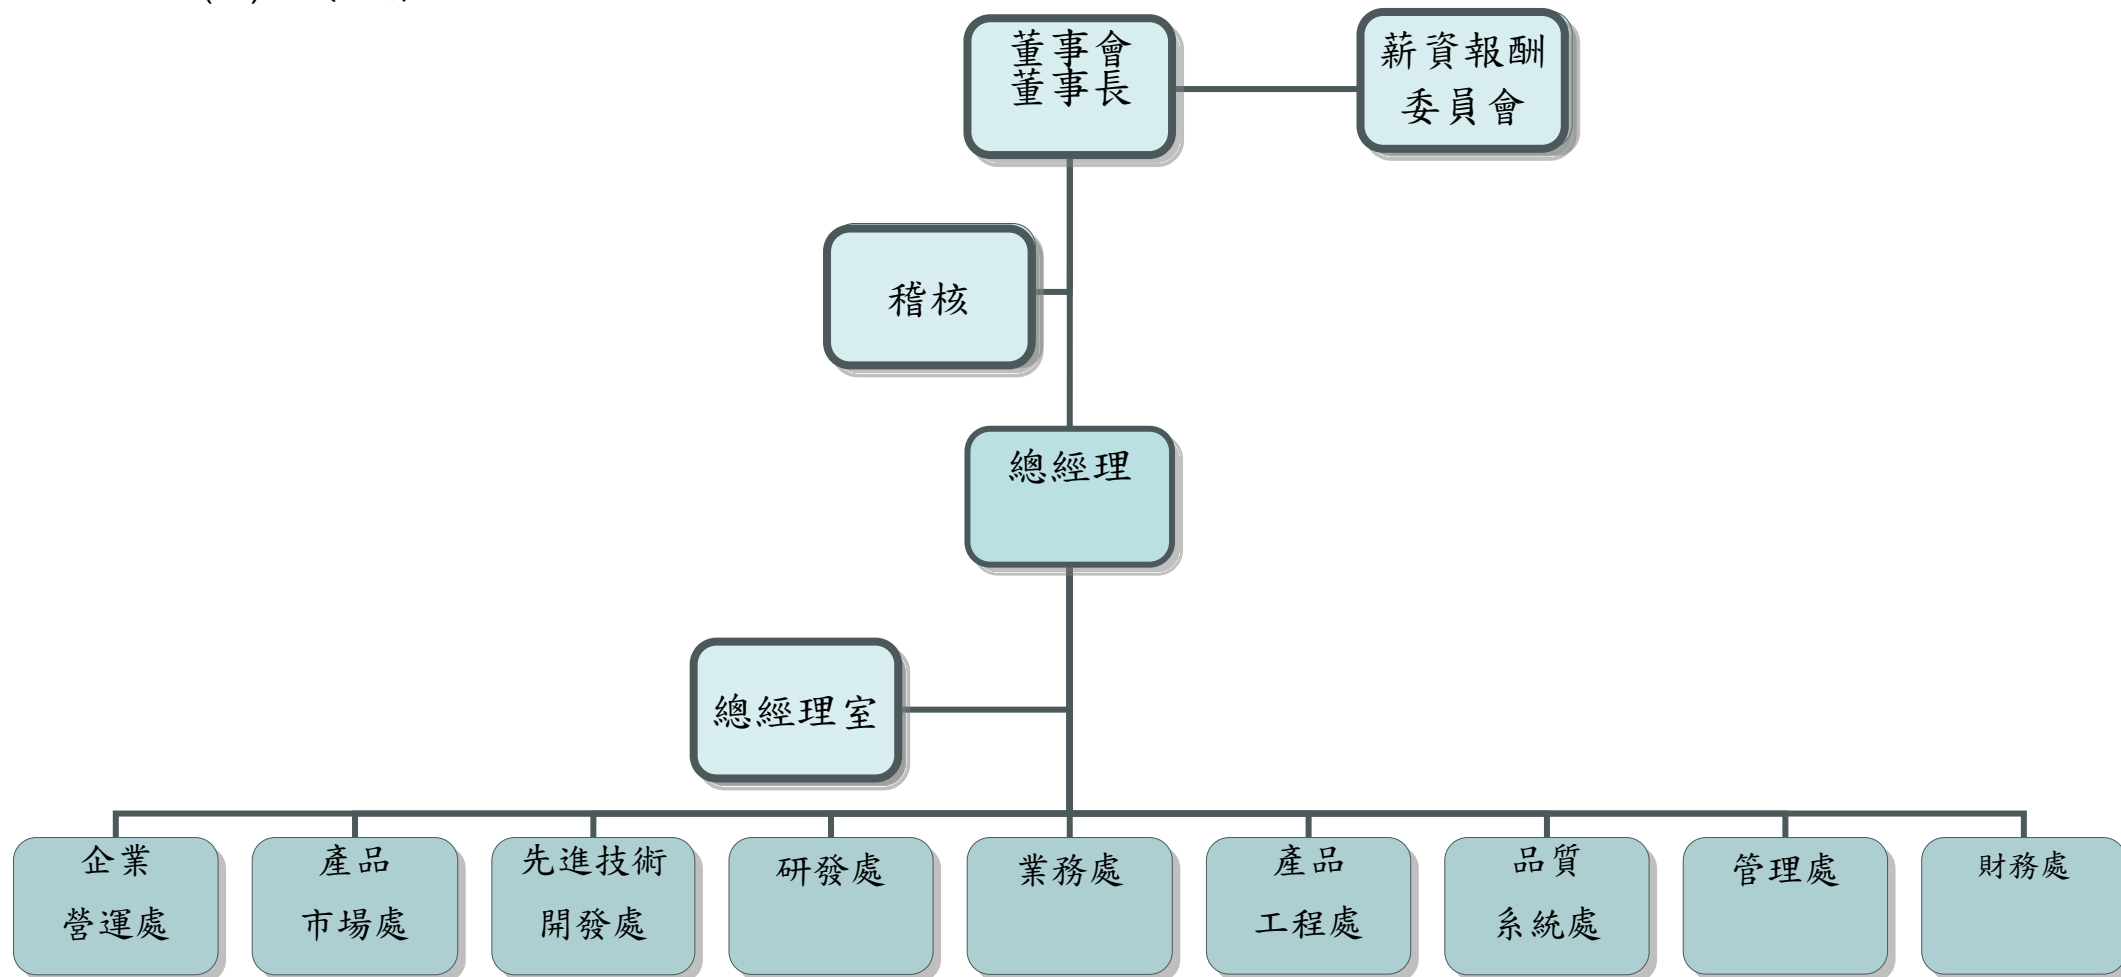 董事會
董事長
薪資報酬
委員會
稽核
總經理
總經理室
企業
營運處
產品
市場處
先進技術
開發處
研發處
業務處
產品
工程處
品質
系統處
管理處
財務處